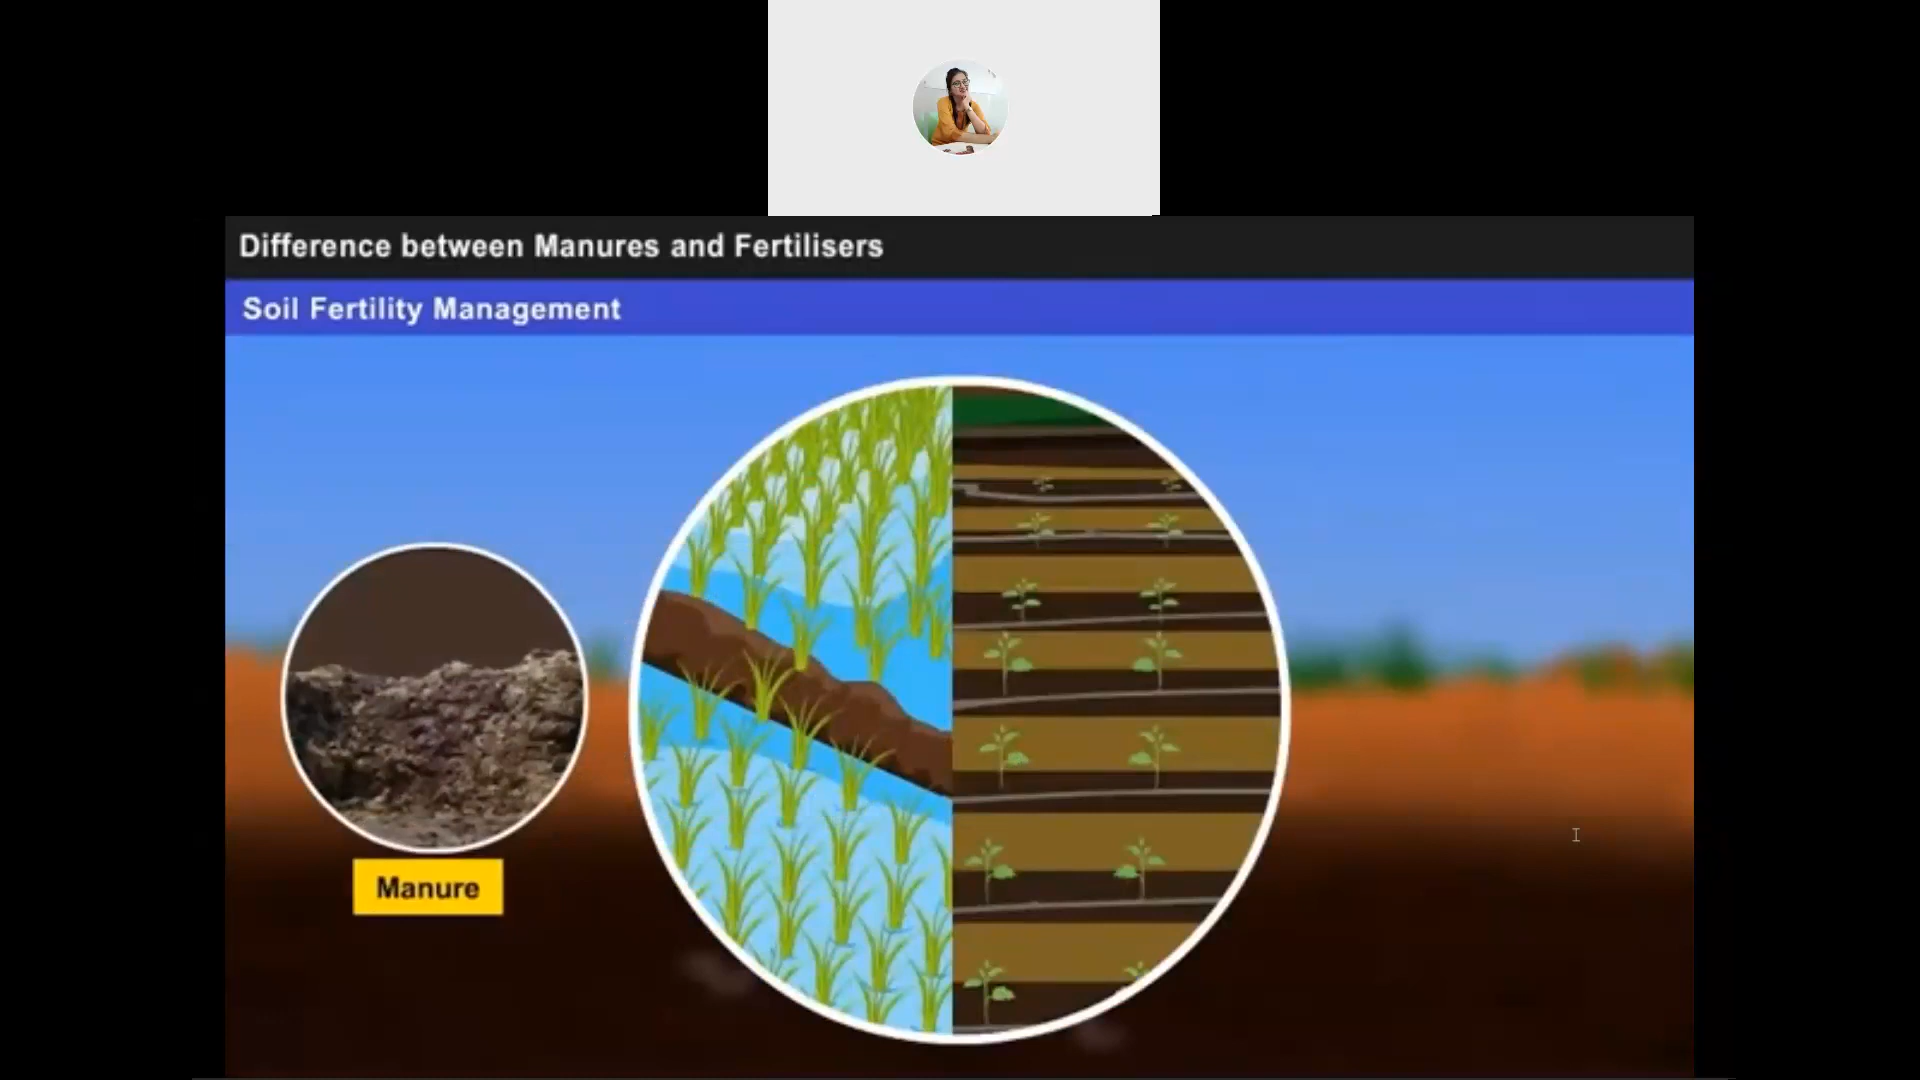 Difference between Manures and Fertilisers
Soil Fertility Management
Manure